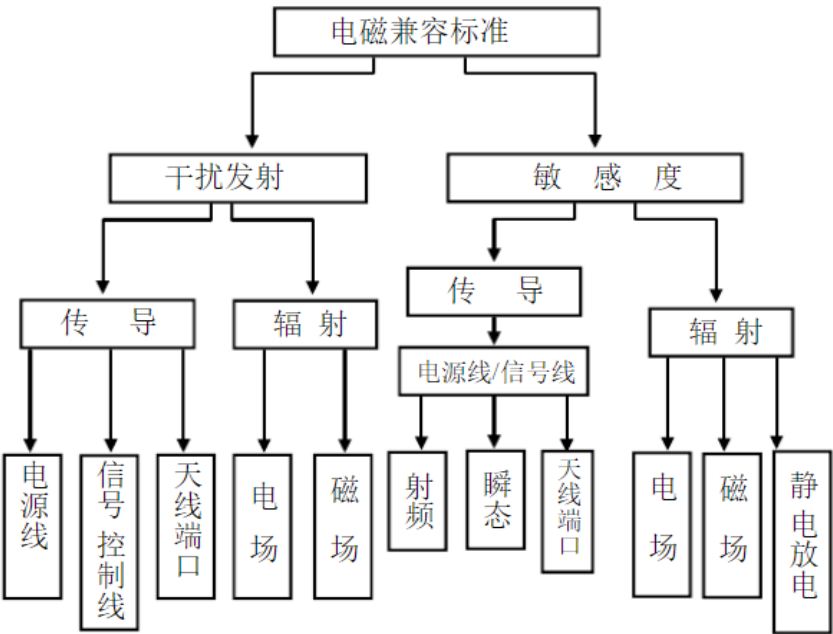 电磁兼容标准
干扰发射
敏 感 度
传 导
辐 射
传 导
辐 射
电源线/信号线
电源线
信号 控制线
天线端口
电 场
磁 场
射频
瞬态
天线端口
电 场
磁 场
静电放电